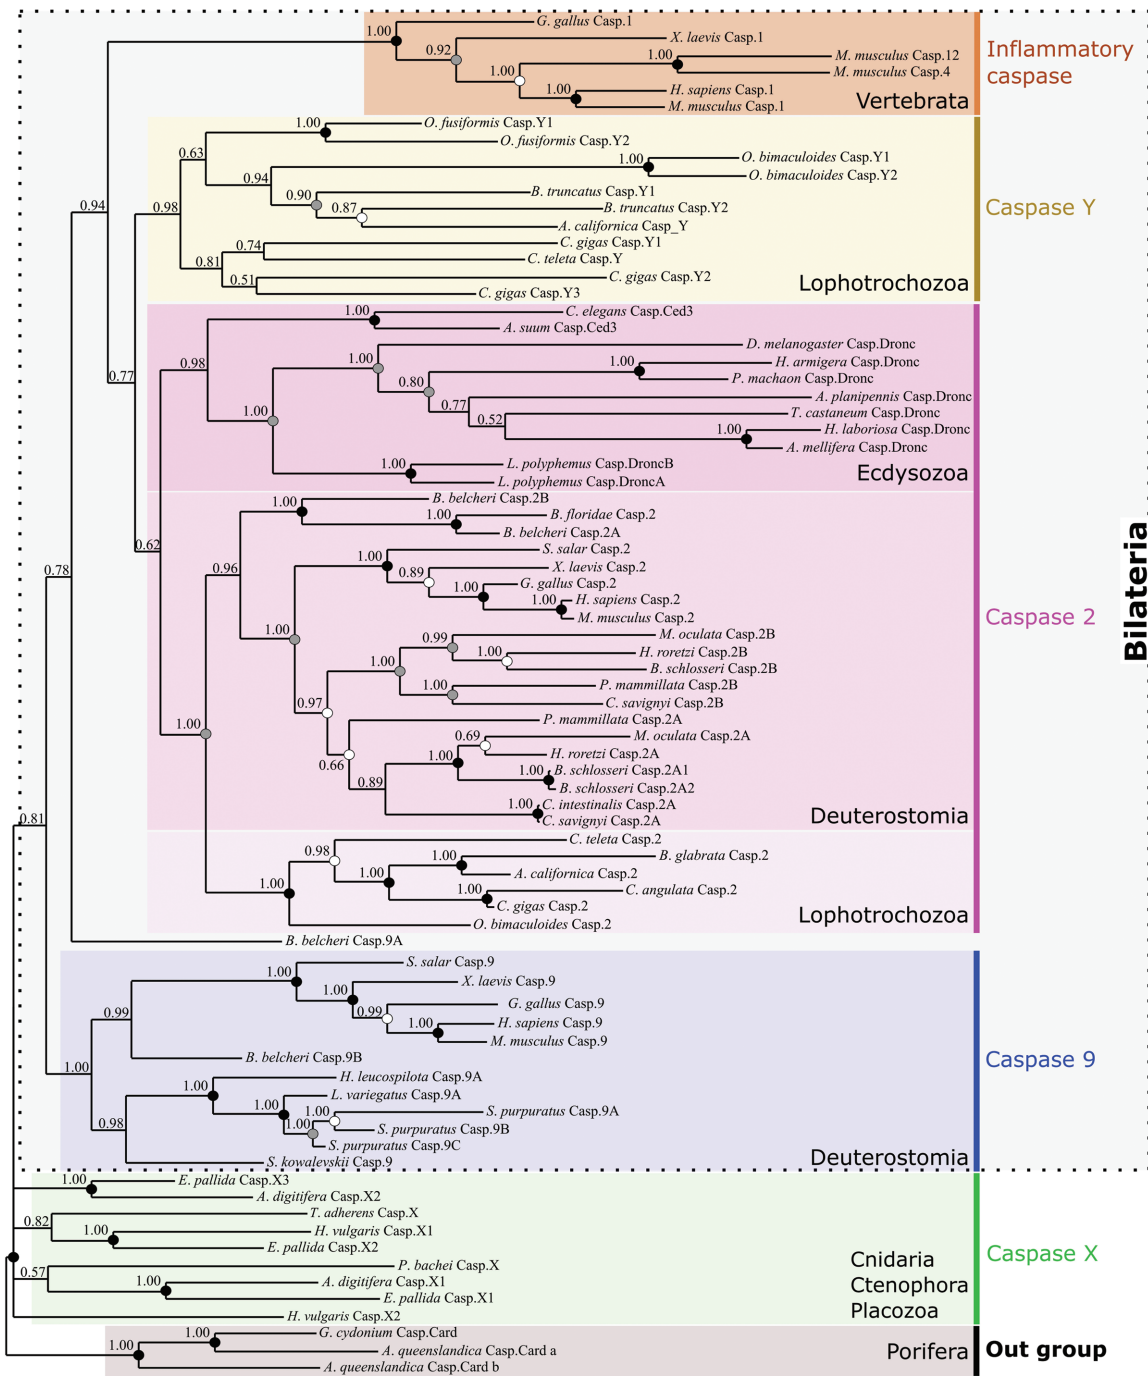 G. gallus Casp.1
1.00
X. laevis Casp.1
0.92
M. musculus Casp.12
1.00
M. musculus Casp.4
1.00
H. sapiens Casp.1
1.00
M. musculus Casp.1
Vertebrata
Inflammatory
caspase
O. fusiformis Casp.Y1
1.00
O. fusiformis Casp.Y2
0.63
O. bimaculoides Casp.Y1
1.00
O. bimaculoides Casp.Y2
0.94
B. truncatus Casp.Y1
0.90
B. truncatus Casp.Y2
0.87
A. californica Casp_Y
0.94
0.98
C. gigas Casp.Y1
0.74
C. teleta Casp.Y
0.81
C. gigas Casp.Y2
0.51
C. gigas Casp.Y3
Lophotrochozoa
Caspase Y
C. elegans Casp.Ced3
1.00
A. suum Casp.Ced3
D. melanogaster Casp.Dronc
0.98
1.00
H. armigera Casp.Dronc
1.00
P. machaon Casp.Dronc
0.77
0.80
A. planipennis Casp.Dronc
0.77
T. castaneum Casp.Dronc
1.00
0.52
H. laboriosa Casp.Dronc
1.00
A. mellifera Casp.Dronc
L. polyphemus Casp.DroncB
1.00
L. polyphemus Casp.DroncA
Ecdysozoa
B. belcheri Casp.2B
1.00
B. floridae Casp.2
1.00
B. belcheri Casp.2A
0.62
S. salar Casp.2
1.00
X. laevis Casp.2
0.78
0.96
0.89
G. gallus Casp.2
1.00
H. sapiens Casp.2
1.00
M. musculus Casp.2
1.00
M. oculata Casp.2B
0.99
H. roretzi Casp.2B
1.00
B. schlosseri Casp.2B
1.00
P. mammillata Casp.2B
1.00
C. savignyi Casp.2B
0.97
P. mammillata Casp.2A
1.00
M. oculata Casp.2A
0.69
H. roretzi Casp.2A
1.00
0.66
B. schlosseri Casp.2A1
1.00
B. schlosseri Casp.2A2
0.89
C. intestinalis Casp.2A
1.00
C. savignyi Casp.2A
Deuterostomia
Caspase 2
Bilateria
0.81
C. teleta Casp.2
0.98
B. glabrata Casp.2
1.00
A. californica Casp.2
1.00
1.00
C. angulata Casp.2
1.00
C. gigas Casp.2
O. bimaculoides Casp.2
Lophotrochozoa
B. belcheri Casp.9A
S. salar Casp.9
1.00
X. laevis Casp.9
1.00
G. gallus Casp.9
0.99
0.99
H. sapiens Casp.9
1.00
M. musculus Casp.9
B. belcheri Casp.9B
1.00
H. leucospilota Casp.9A
1.00
L. variegatus Casp.9A
1.00
S. purpuratus Casp.9A
1.00
S. purpuratus Casp.9B
1.00
0.98
S. purpuratus Casp.9C
S. kowalevskii Casp.9
Deuterostomia
Caspase 9
E. pallida Casp.X3
1.00
A. digitifera Casp.X2
T. adherens Casp.X
0.82
H. vulgaris Casp.X1
1.00
E. pallida Casp.X2
P. bachei Casp.X
0.57
A. digitifera Casp.X1
1.00
E. pallida Casp.X1
H. vulgaris Casp.X2
Cnidaria
Ctenophora
Placozoa
Caspase X
G. cydonium Casp.Card
1.00
A. queenslandica Casp.Card a
1.00
A. queenslandica Casp.Card b
Porifera
Out group